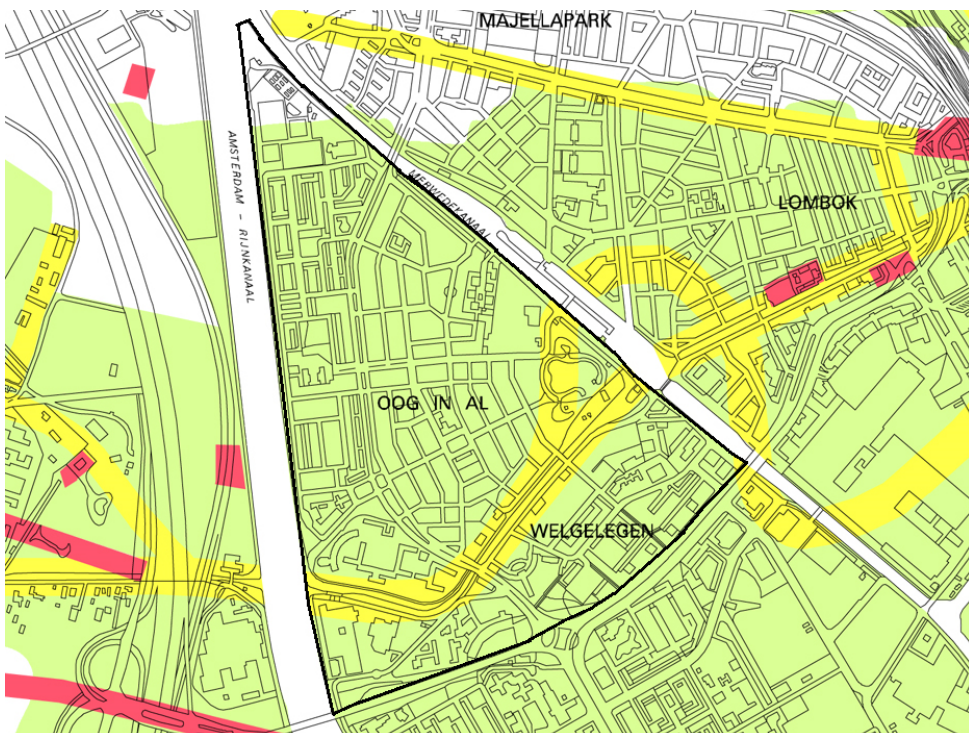 MAJELLAPARK
AMSTERDAM - RIJNKANAAL
MERWEDEKANAAL
LOMBOK
OOG IN AL
WELGELEGEN